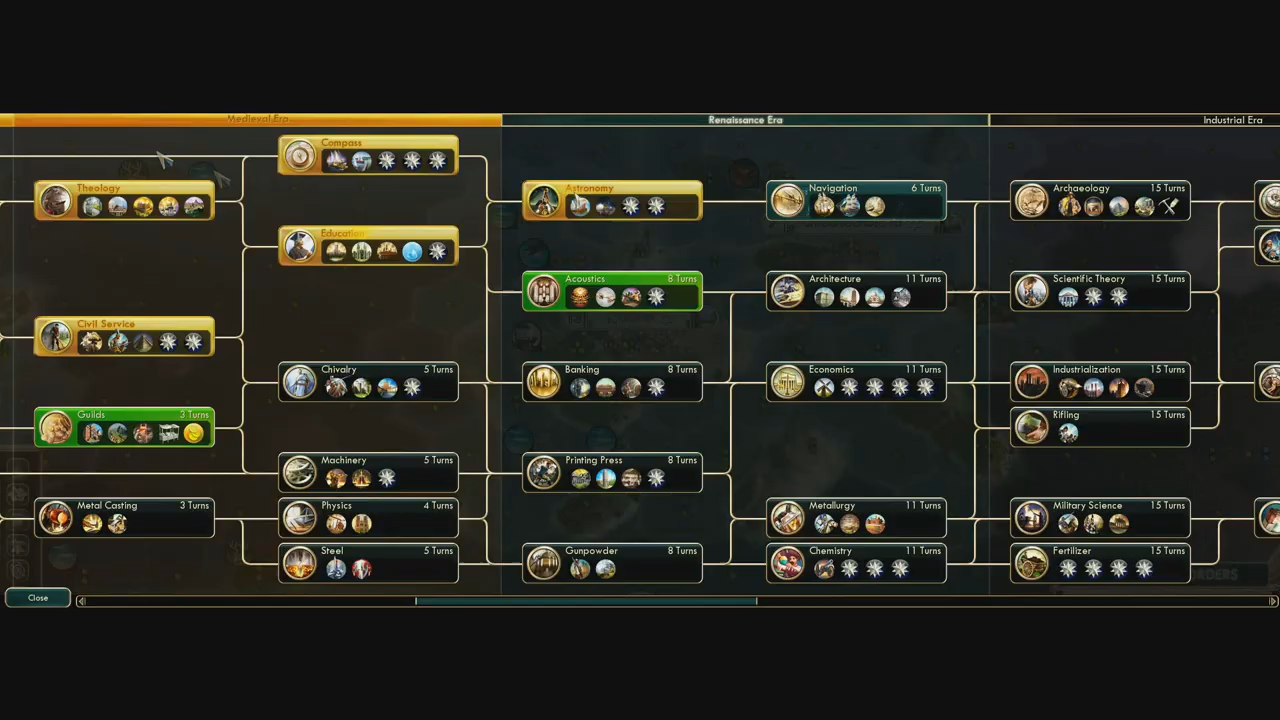 Medieval Era
Renaissance Era
Industrial Era
Compass
Theology
Astronomy
Navigation 6 Turns
Archaeology 15 Turns
Education
Acoustics 8 Turns
Architecture 11 Turns
Scientific Theory 15 Turns
Civil Service
Chivalry 5 Turns
Banking 8 Turns
Economics 11 Turns
Industrialization 15 Turns
Guilds 3 Turns
Rifling 15 Turns
Machinery 5 Turns
Printing Press 8 Turns
Metal Casting 3 Turns
Physics 4 Turns
Metallurgy 11 Turns
Military Science 15 Turns
Steel 5 Turns
Gunpowder 8 Turns
Chemistry 11 Turns
Fertilizer 15 Turns
Close